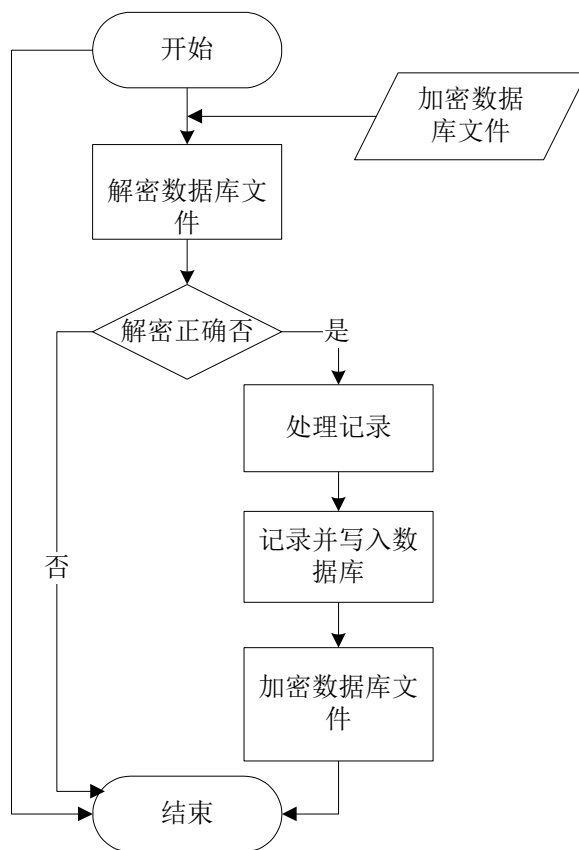 开始
加密数据
库文件
解密数据库文
件
解密正确否
是
处理记录
记录并写入数
据库
否
加密数据库文
件
结束